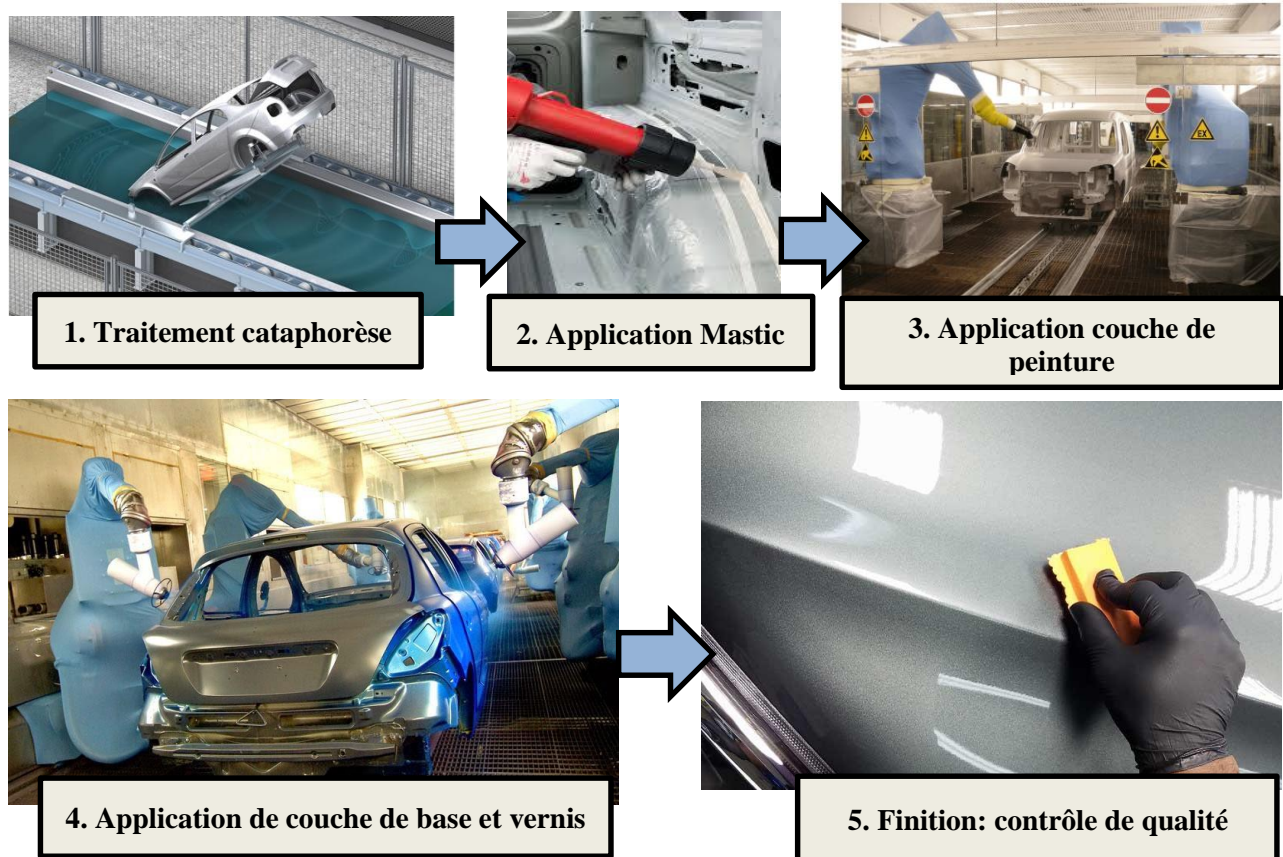 1. Traitement cataphorèse
2. Application Mastic
3. Application couche de
peinture
EX
4. Application de couche de base et vernis
5. Finition: contrôle de qualité